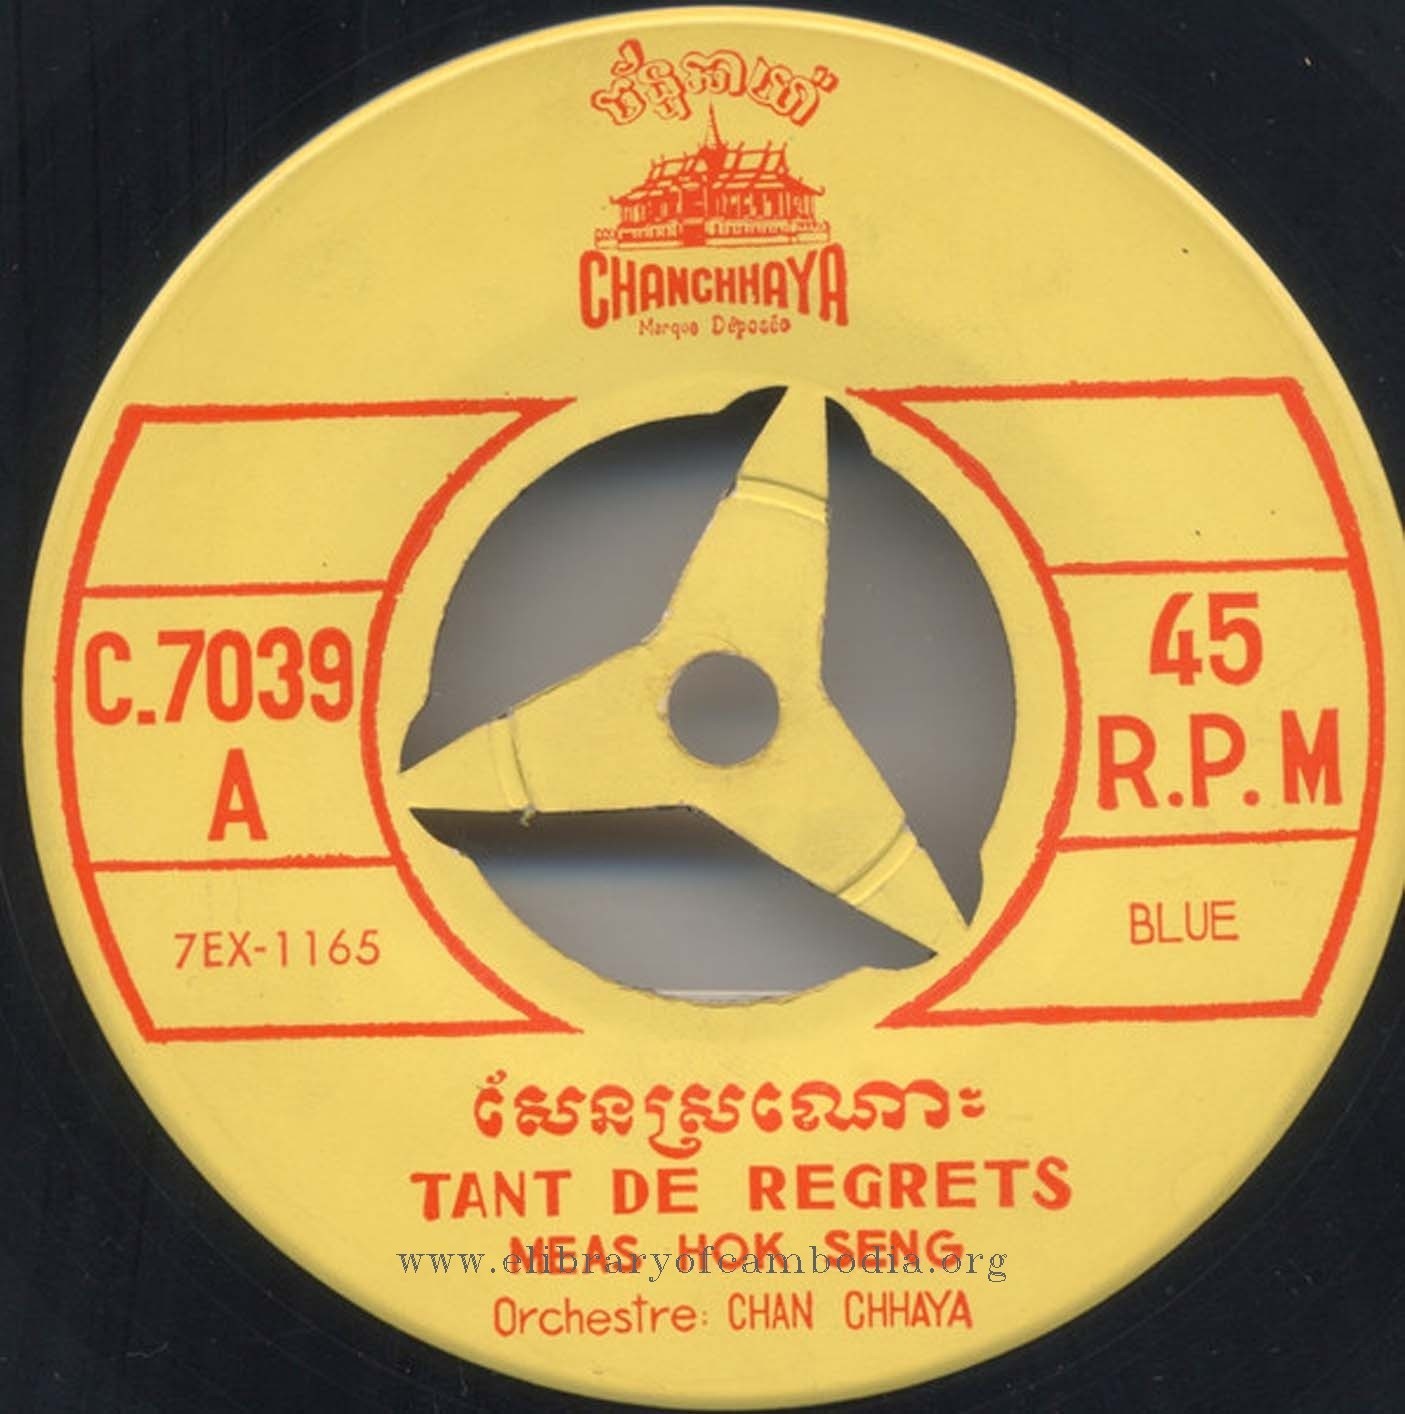 ច័ន្ទឆាយា
CHANCHHAYA
Marque Déposée
C.7039
A
7EX-1165
45
R.P.M
BLUE
សែនស្រណោះ
TANT DE REGRETS
MEAS HOK SENG
www.elibraryofcambodia.org
Orchestre: CHAN CHHAYA